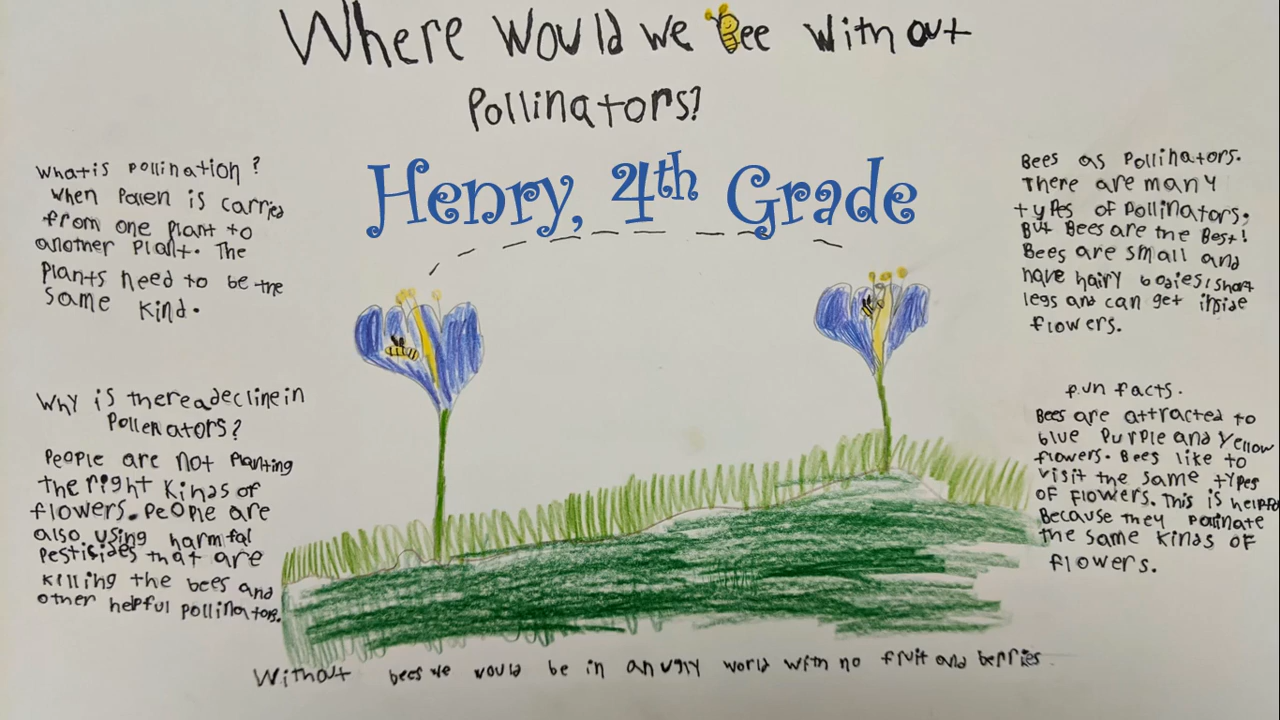 Where Would we Bee without
Pollinators?
Henry, 4th Grade
What is pollination?
When Pollen is carried
from one plant to
another Plant. The
Plants need to be the
same kind.
Why is there a decline in
Pollenators?
People are not planting
the right kinds of
flowers. People are
also using harmful
Pesticides that are
killing the bees and
other helpful pollinators.
Bees as Pollinators.
There are many
types of pollinators,
But Bees are the Best!
Bees are small and
have hairy bodies, short
legs and can get inside
flowers.
fun facts.
Bees are attracted to
blue Purple and Yellow
flowers. Bees like to
visit the same types
of flowers. This is helpful
Because they pollinate
the same kinds of
flowers.
Without bees we would be in an ugly world with no fruit and berries.